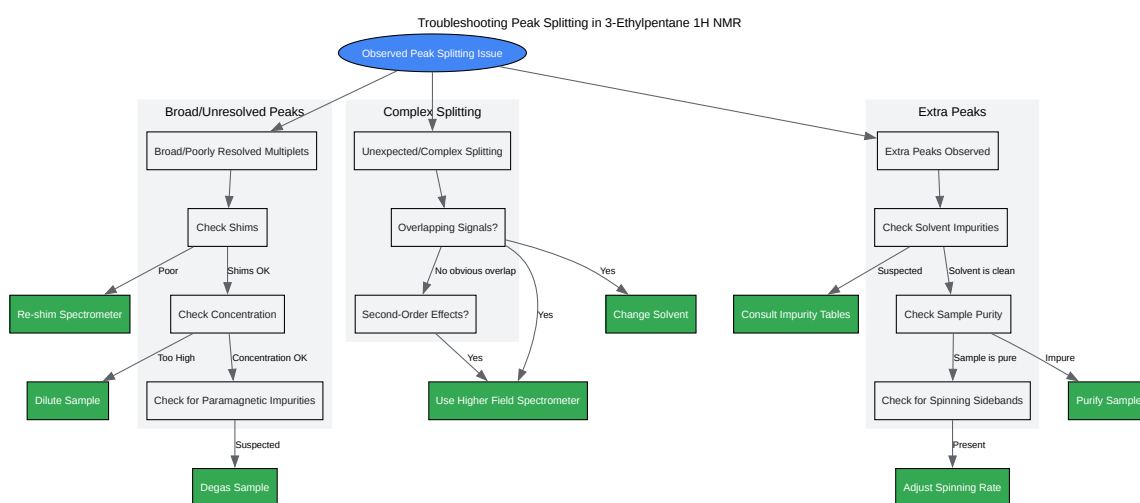 Troubleshooting Peak Splitting in 3-Ethylpentane 1H NMR
Observed Peak Splitting Issue
Broad/Unresolved Peaks
Complex Splitting
Extra Peaks
Broad/Poorly Resolved Multiplets
Unexpected/Complex Splitting
Extra Peaks Observed
Check Shims
Overlapping Signals?
Check Solvent Impurities
Poor
Shims OK
No obvious overlap
Yes
Yes
Suspected
Solvent is clean
Re-shim Spectrometer
Check Concentration
Second-Order Effects?
Change Solvent
Consult Impurity Tables
Check Sample Purity
Too High
Concentration OK
Yes
Sample is pure
Impure
Dilute Sample
Check for Paramagnetic Impurities
Use Higher Field Spectrometer
Check for Spinning Sidebands
Purify Sample
Suspected
Present
Degas Sample
Adjust Spinning Rate